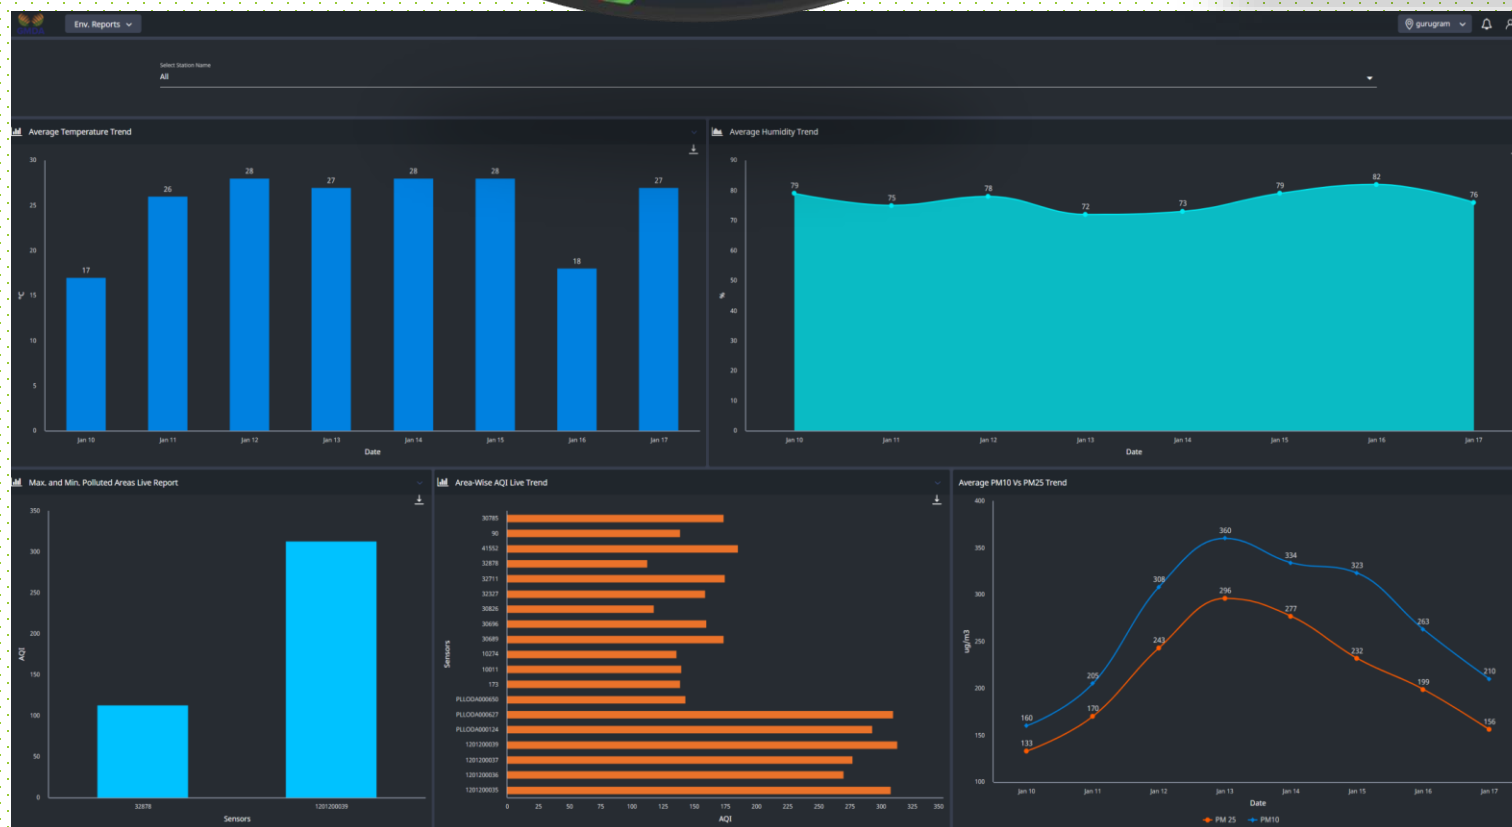 Env. Reports
gurugram
Select Station Name
All
Average Temperature Trend
30
25
20
15
10
5
0
°C
17
26
28
27
28
28
18
27
Jan 10
Jan 11
Jan 12
Jan 13
Jan 14
Jan 15
Jan 16
Jan 17
Date
Average Humidity Trend
90
80
70
60
50
40
30
20
10
0
%
79
75
78
72
73
79
82
76
Jan 10
Jan 11
Jan 12
Jan 13
Jan 14
Jan 15
Jan 16
Jan 17
Date
Max. and Min. Polluted Areas Live Report
350
300
250
200
150
100
50
0
AQI
32878
1201200039
Sensors
Area-Wise AQI Live Trend
Sensors
30785
90
41552
32878
32711
32327
30826
30696
30689
10274
10011
173
PLLODA000650
PLLODA000627
PLLODA000124
1201200039
1201200037
1201200036
1201200035
0 25 50 75 100 125 150 175 200 225 250 275 300 325 350
AQI
Average PM10 Vs PM25 Trend
400
350
300
250
200
150
100
ug/m3
160
205
308
360
334
323
263
210
133
170
243
296
277
232
199
156
Jan 10
Jan 11
Jan 12
Jan 13
Jan 14
Jan 15
Jan 16
Jan 17
Date
PM 25 PM10